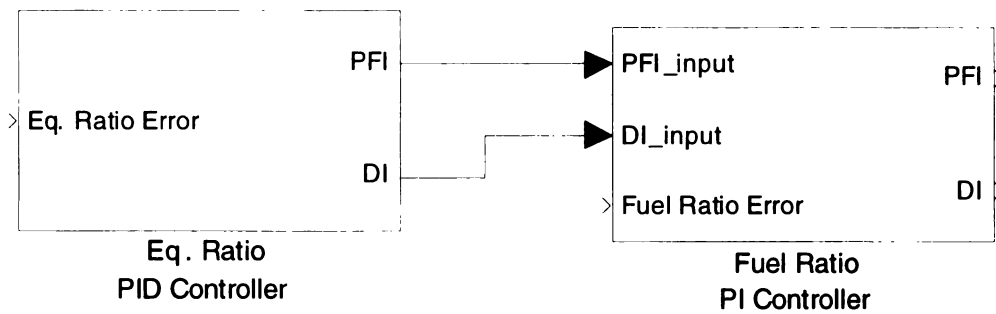 PFI
Eq. Ratio Error
DI
Eq. Ratio
PID Controller
PFI_input
PFI
DI_input
DI
Fuel Ratio Error
Fuel Ratio
PI Controller